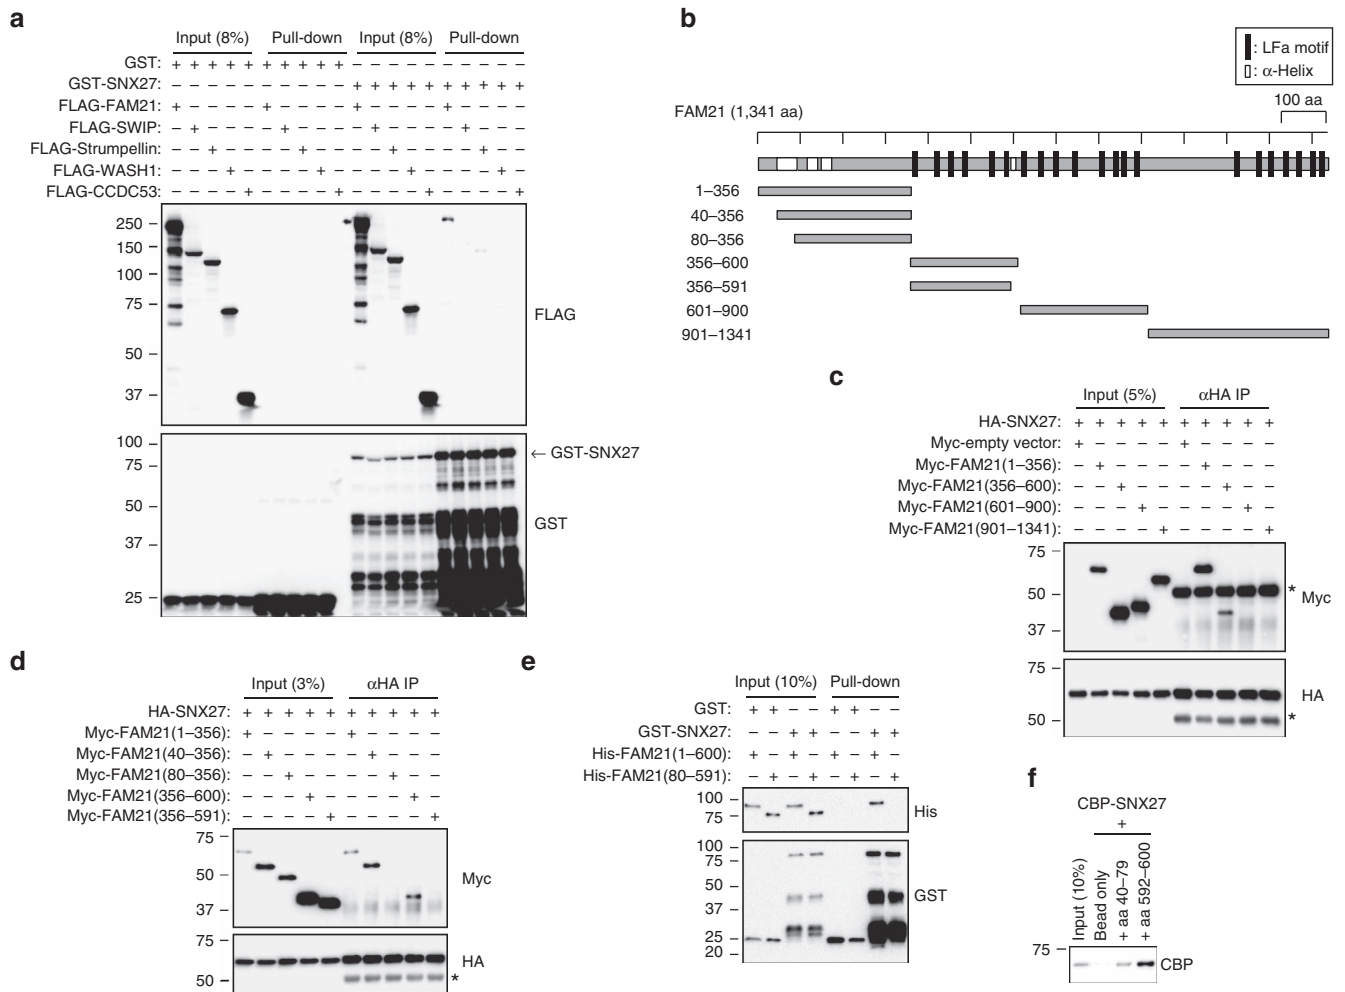 a
Input (8%) Pull-down Input (8%) Pull-down
GST: + + + + + + + + + + – – – – – – – – – –
GST-SNX27: – – – – – – – – – – + + + + + + + + + +
FLAG-FAM21: + – – – – + – – – – + – – – – + – – – –
FLAG-SWIP: – + – – – – + – – – – + – – – – + – – –
FLAG-Strumpellin: – – + – – – – + – – – – + – – – – + – –
FLAG-WASH1: – – – + – – – – + – – – – + – – – – + –
FLAG-CCDC53: – – – – + – – – – + – – – – + – – – – +
250
150
100
75
50
37
FLAG
100
75
50
37
25
← GST-SNX27
GST
b
: LFa motif
: α-Helix
100 aa
FAM21 (1,341 aa)
1–356
40–356
80–356
356–600
356–591
601–900
901–1341
c
Input (5%) αHA IP
HA-SNX27: + + + + + + + + + +
Myc-empty vector: + – – – – + – – – –
Myc-FAM21(1–356): – + – – – – + – – –
Myc-FAM21(356–600): – – + – – – – + – –
Myc-FAM21(601–900): – – – + – – – – + –
Myc-FAM21(901–1341): – – – – + – – – – +
75
50
37
* Myc
75
50
HA
*
d
Input (3%) αHA IP
HA-SNX27: + + + + + + + + + +
Myc-FAM21(1–356): + – – – – + – – – –
Myc-FAM21(40–356): – + – – – – + – – –
Myc-FAM21(80–356): – – + – – – – + – –
Myc-FAM21(356–600): – – – + – – – – + –
Myc-FAM21(356–591): – – – – + – – – – +
75
50
37
Myc
75
50
HA
*
e
Input (10%) Pull-down
GST: + + – – + + – –
GST-SNX27: – – + + – – + +
His-FAM21(1–600): + – + – + – + –
His-FAM21(80–591): – + – + – + – +
100
75
His
100
75
50
37
25
20
GST
f
CBP-SNX27
+
Input (10%)
Bead only
+ aa 40–79
+ aa 592–600
75
CBP